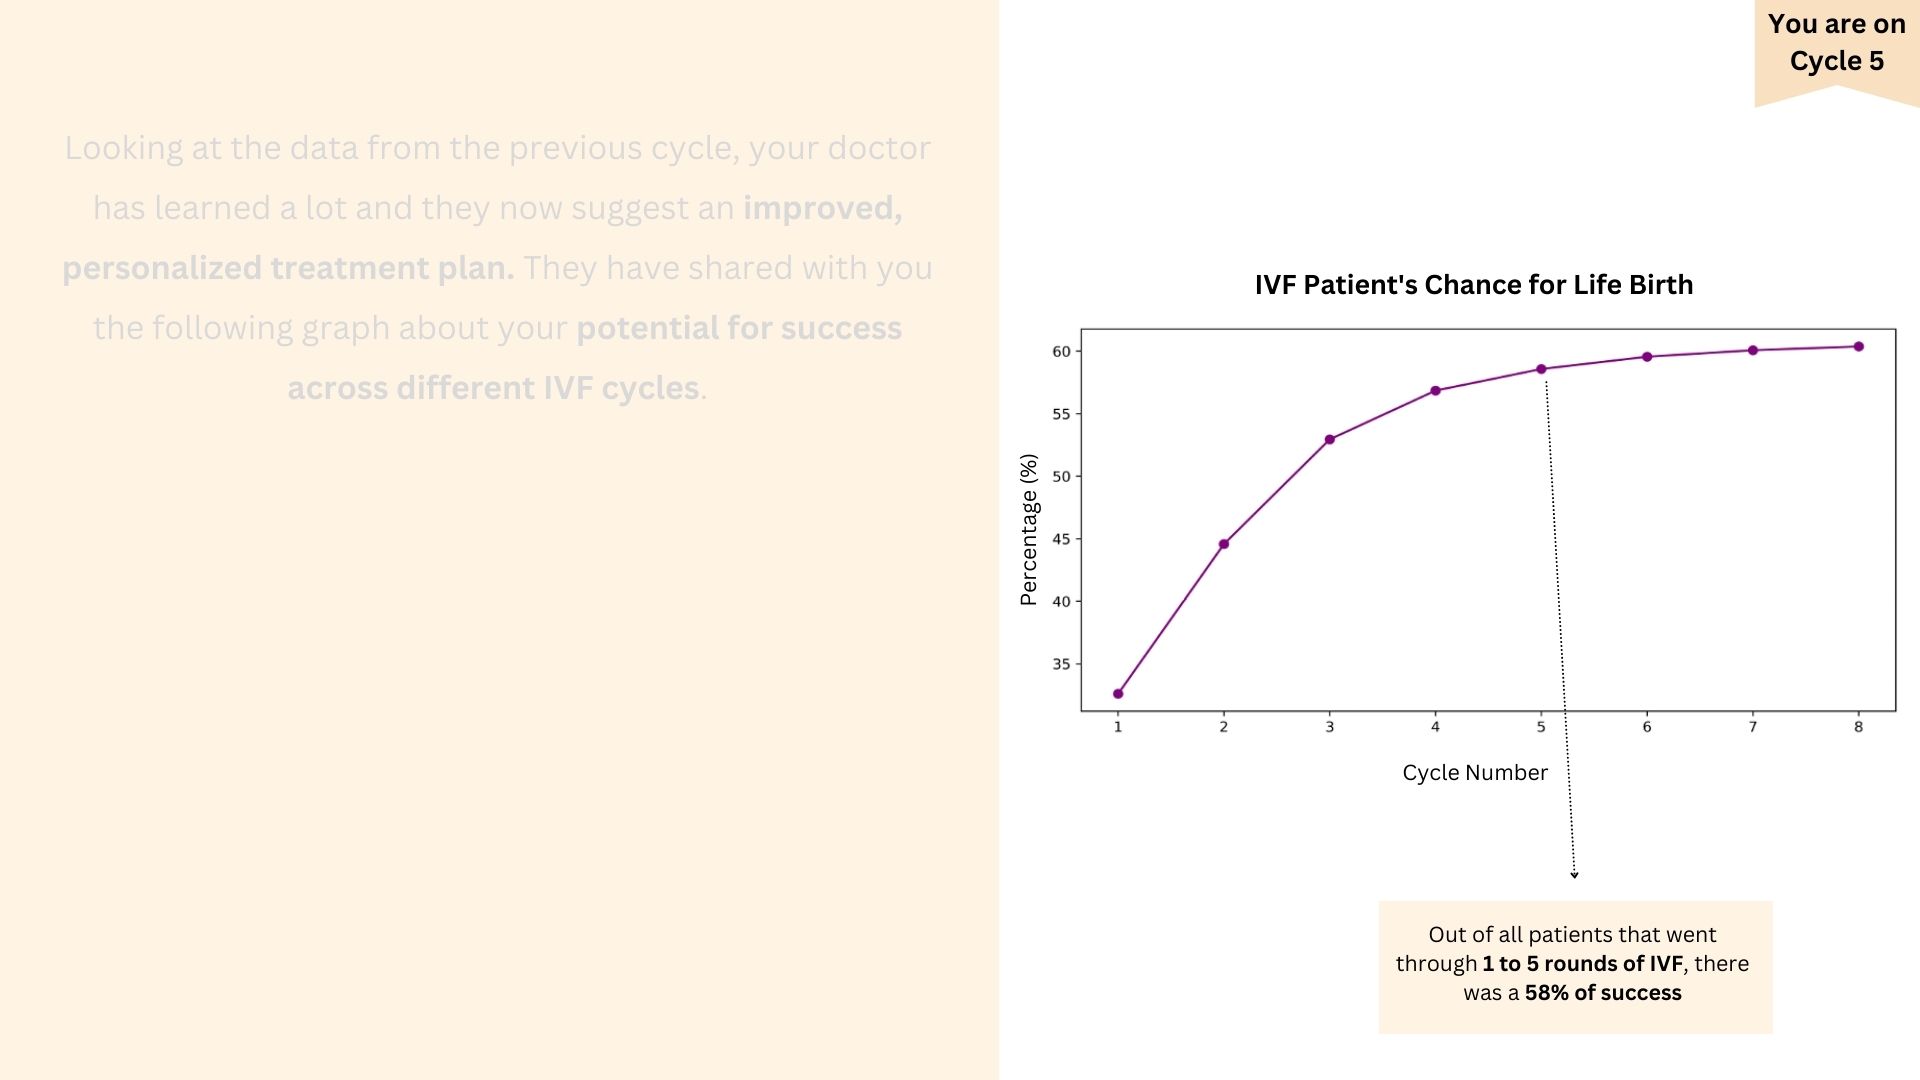 You are on
Cycle 5
Looking at the data from the previous cycle, your doctor
has learned a lot and they now suggest an improved,
personalized treatment plan. They have shared with you
the following graph about your potential for success
across different IVF cycles.
IVF Patient's Chance for Life Birth
60
55
50
45
40
35
Percentage (%)
1 2 3 4 5 6 7 8
Cycle Number
Out of all patients that went
through 1 to 5 rounds of IVF, there
was a 58% of success